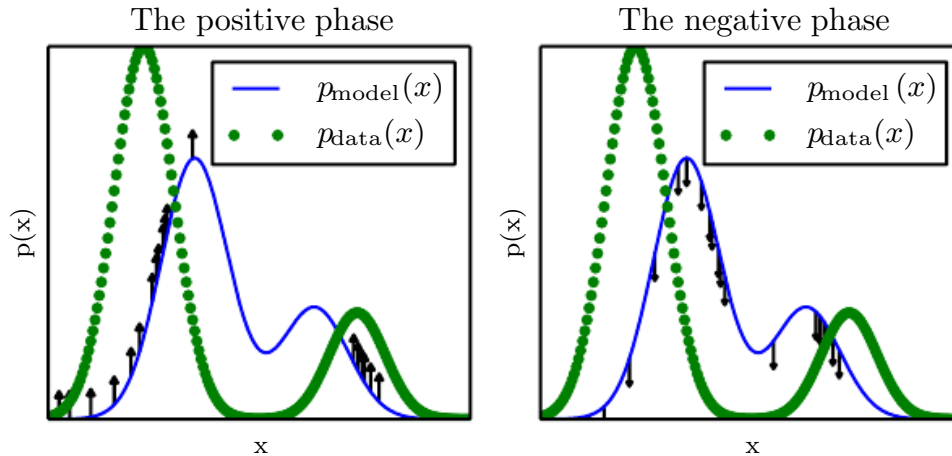 The positive phase
p_model(x)
p_data(x)
p(x)
x
The negative phase
p_model(x)
p_data(x)
p(x)
x